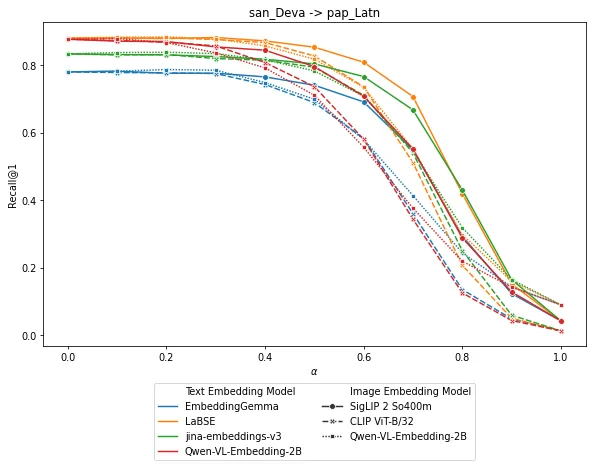 san_Deva -> pap_Latn
Recall@1
0.8
0.6
0.4
0.2
0.0
0.0 0.2 0.4 0.6 0.8 1.0
α
Text Embedding Model
EmbeddingGemma
LaBSE
jina-embeddings-v3
Qwen-VL-Embedding-2B
Image Embedding Model
SigLIP 2 So400m
CLIP ViT-B/32
Qwen-VL-Embedding-2B